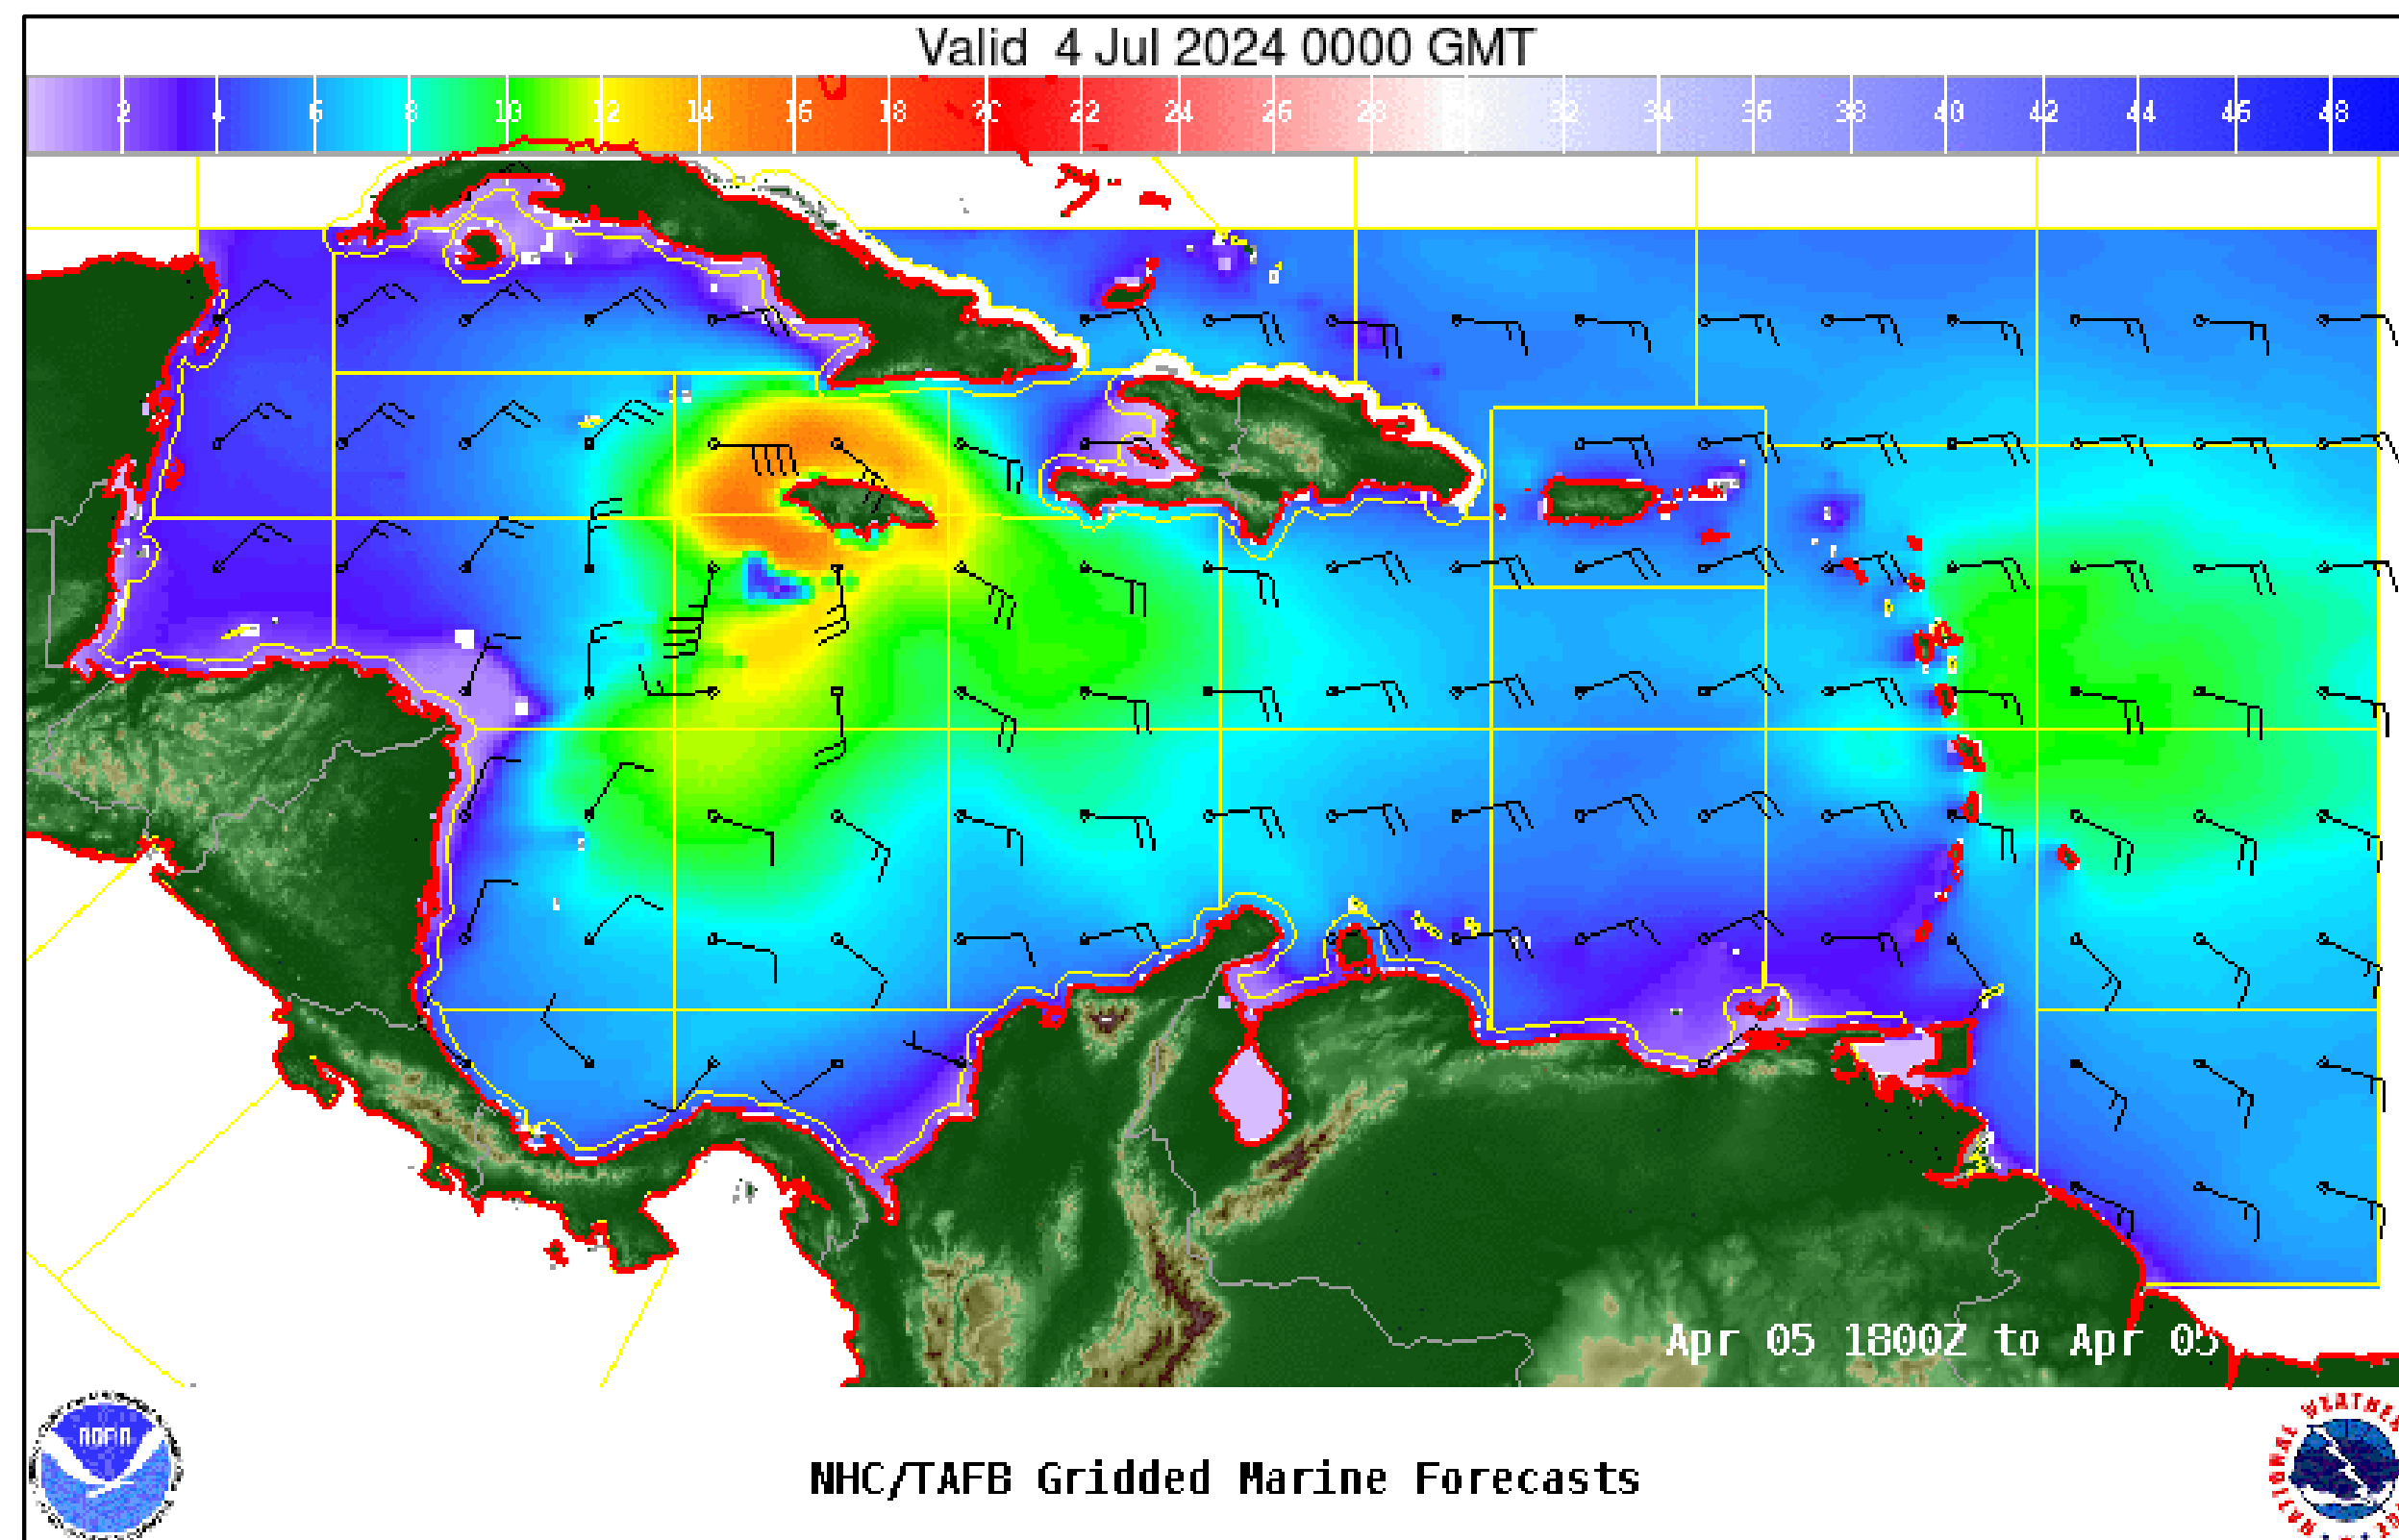 Valid 4 Jul 2024 0000 GMT
2 4 6 8 10 12 14 16 18 20 22 24 26 28 30 32 34 36 38 40 42 44 46 48
Apr 05 1800Z to Apr 05
NOAA
NHC/TAFB Gridded Marine Forecasts
NATIONAL WEATHER